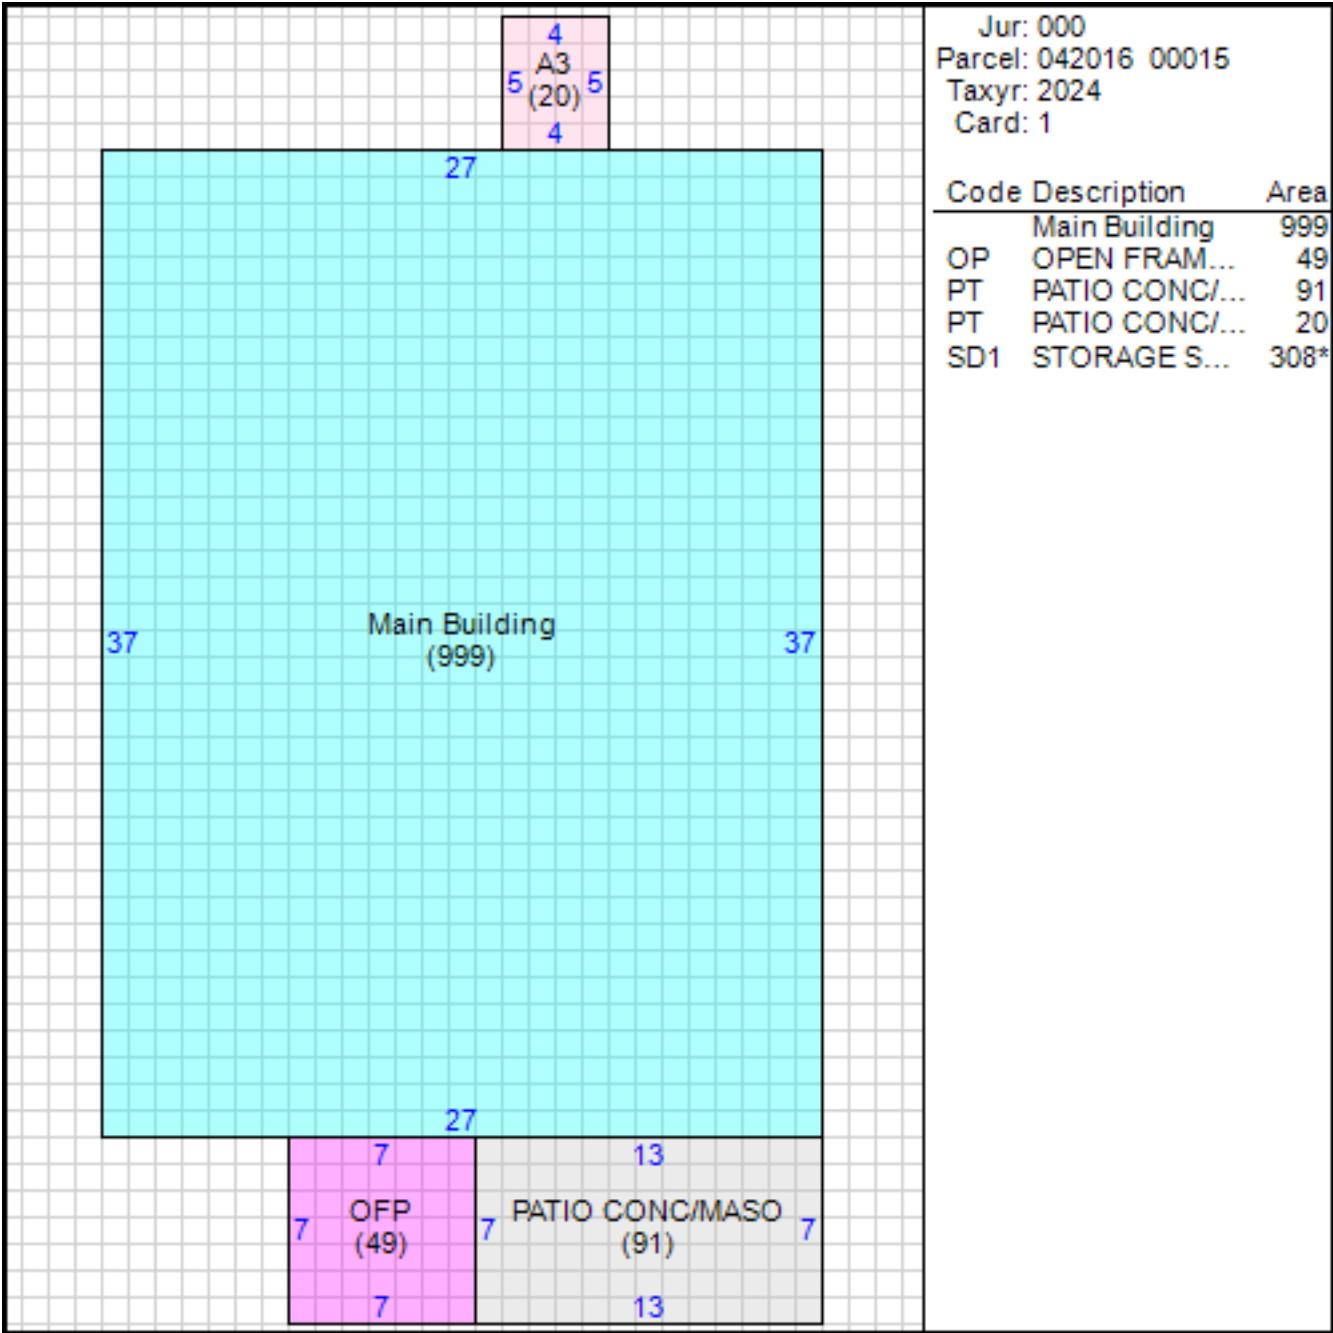 4
A3
5 5
(20)
4
27
Main Building
37 37
(999)
27
7 13
OFP PATIO CONC/MASO
7 7 7
(49) (91)
7 13
Jur: 000
Parcel: 042016 00015
Taxyr: 2024
Card: 1
Code Description Area
Main Building 999
OP OPEN FRAM... 49
PT PATIO CONC/... 91
PT PATIO CONC/... 20
SD1 STORAGE S... 308*